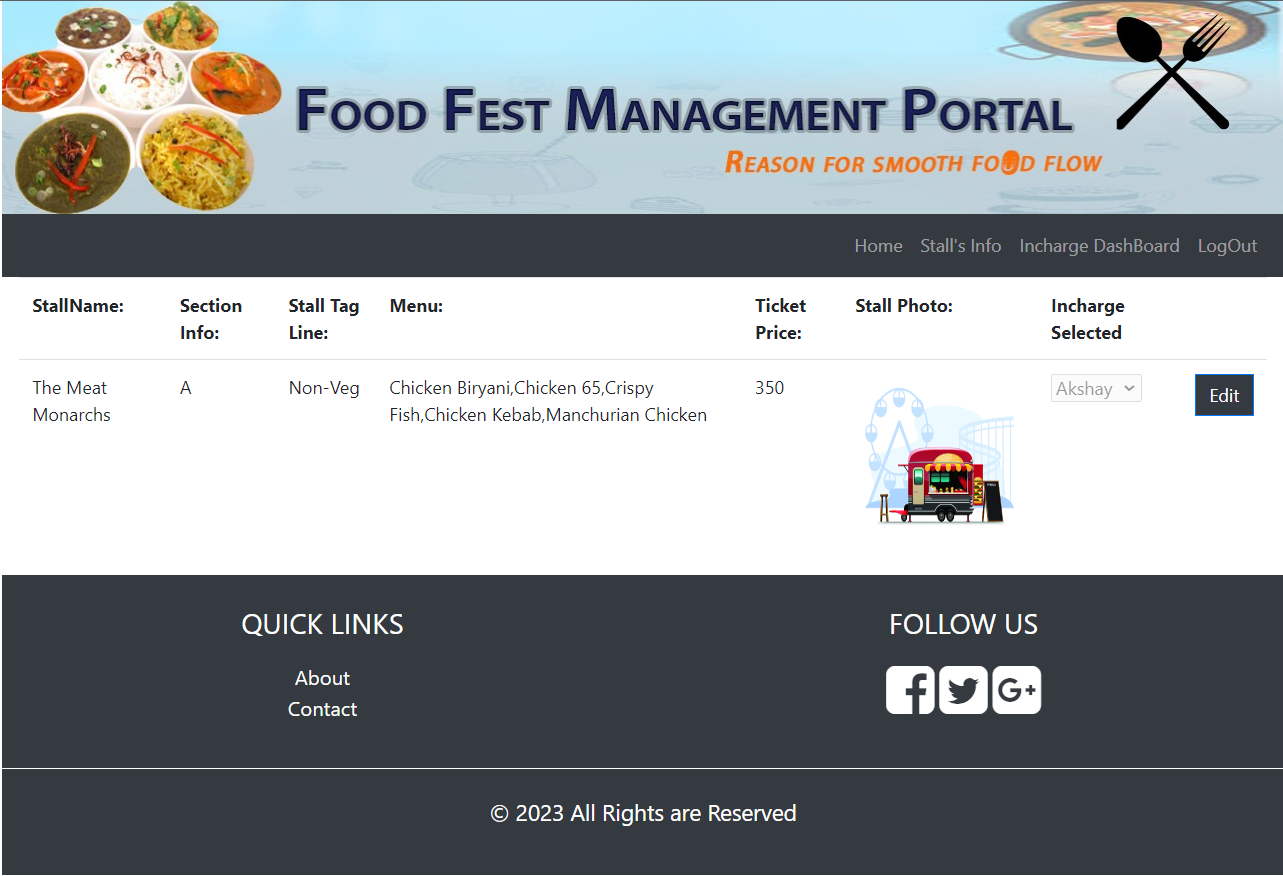 FOOD FEST MANAGEMENT PORTAL
REASON FOR SMOOTH FOOD FLOW
Home Stall's Info Incharge DashBoard LogOut
StallName: Section Info: Stall Tag Line: Menu: Ticket Price: Stall Photo: Incharge Selected
The Meat Monarchs
A
Non-Veg
Chicken Biryani,Chicken 65,Crispy
Fish,Chicken Kebab,Manchurian Chicken
350
Akshay
Edit
QUICK LINKS
About
Contact
FOLLOW US
G+
© 2023 All Rights are Reserved